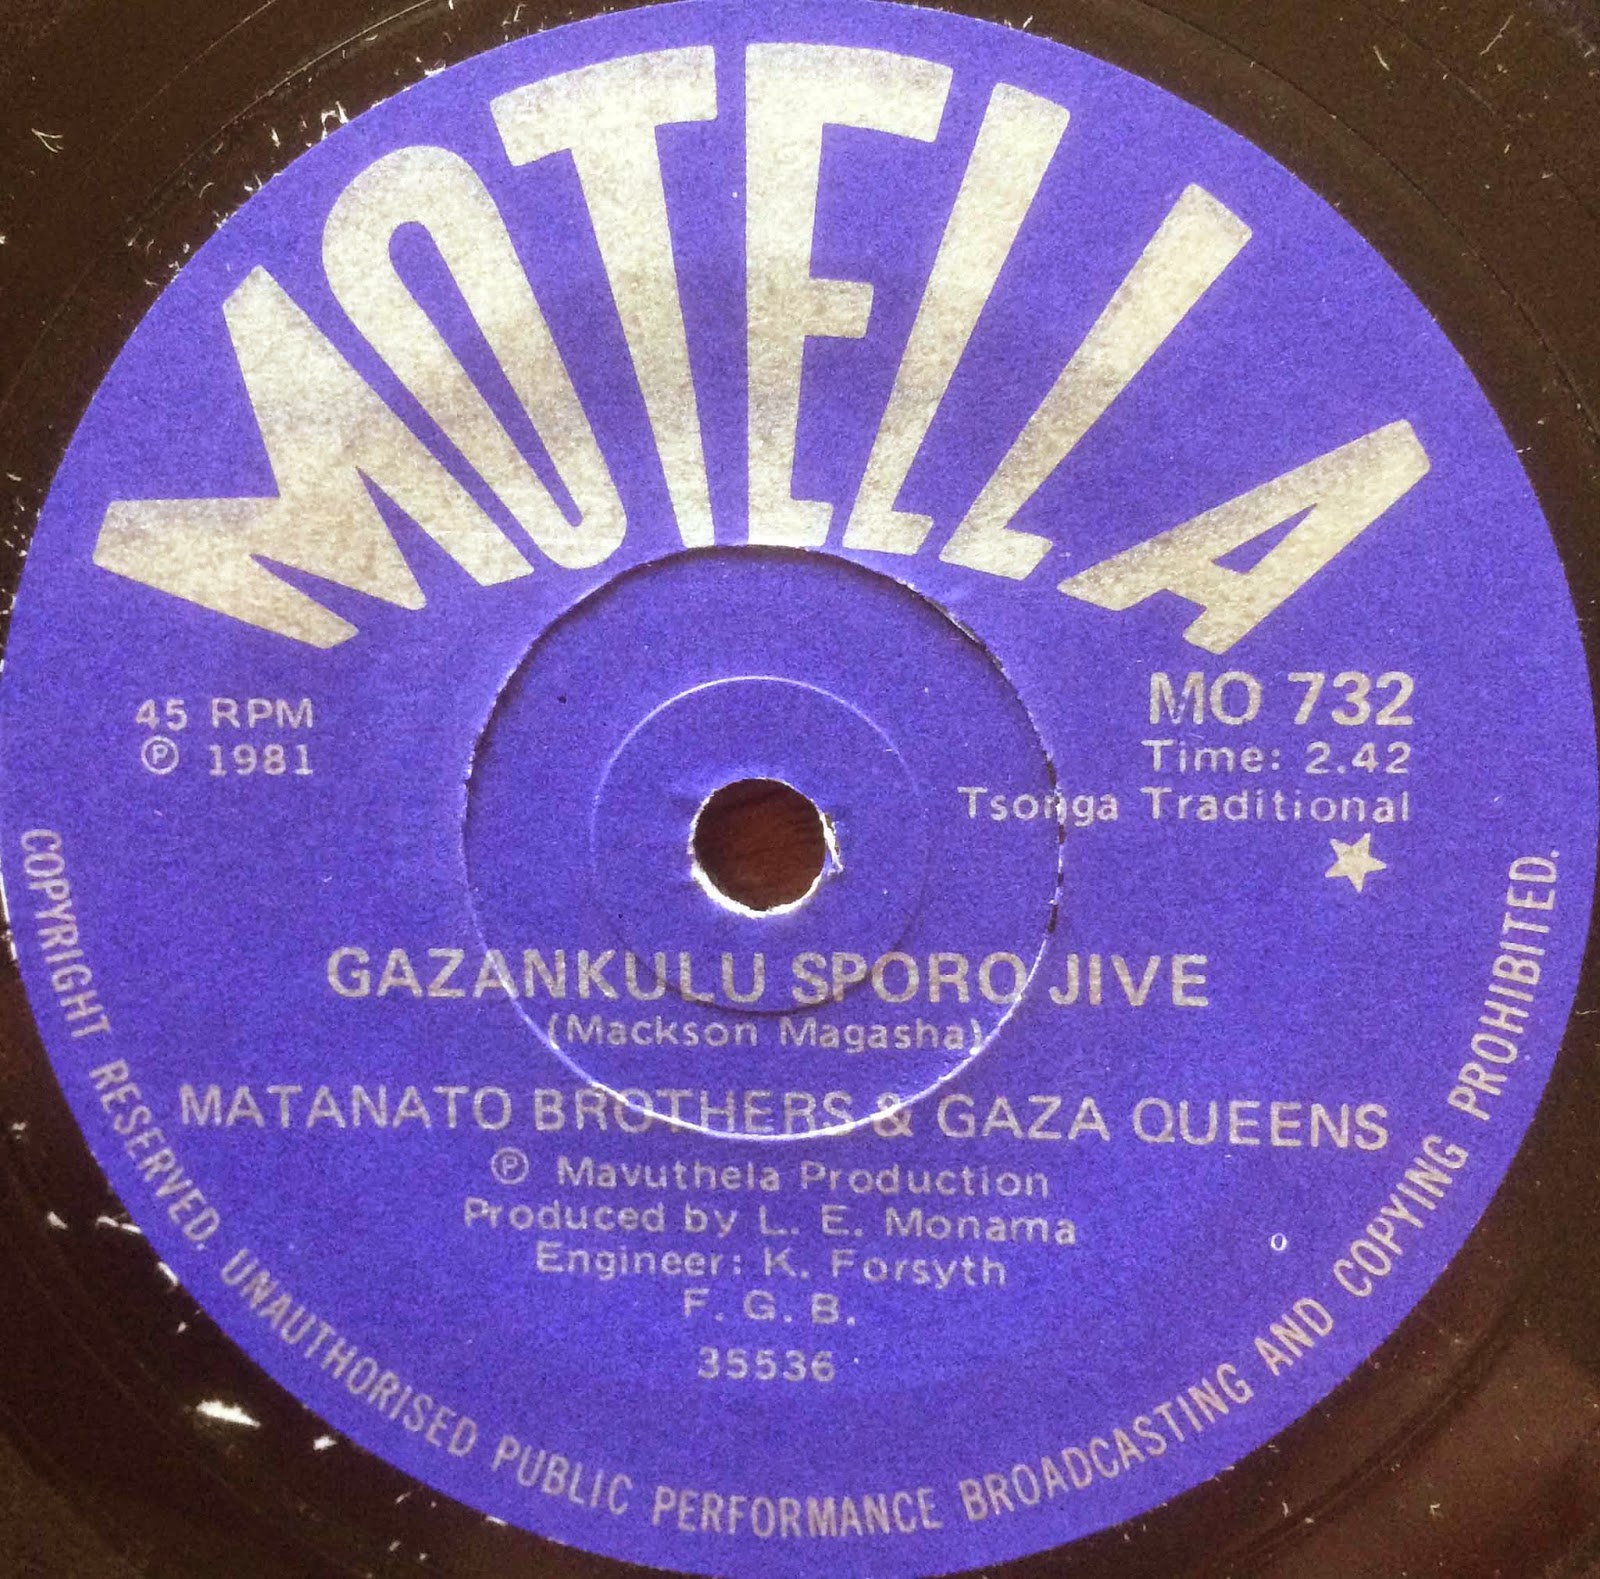 MOTELLA
45 RPM
Ⓟ 1981
MO 732
Time: 2.42
Tsonga Traditional
GAZANKULU SPORO JIVE
(Mackson Magasha)
MATANATO BROTHERS & GAZA QUEENS
Ⓟ Mavuthela Production
Produced by L. E. Monama
Engineer: K. Forsyth
F. G. B.
35536
COPYRIGHT RESERVED. UNAUTHORISED PUBLIC PERFORMANCE BROADCASTING AND COPYING PROHIBITED.